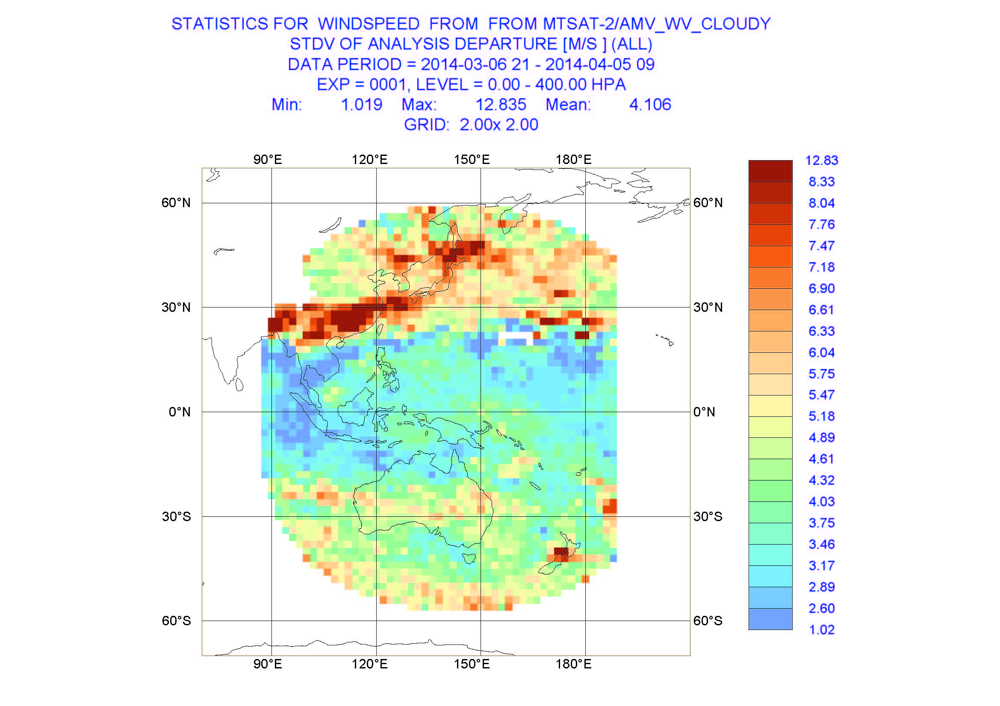 STATISTICS FOR WINDSPEED FROM FROM MTSAT-2/AMV_WV_CLOUDY
STDV OF ANALYSIS DEPARTURE [M/S ] (ALL)
DATA PERIOD = 2014-03-06 21 - 2014-04-05 09
EXP = 0001, LEVEL = 0.00 - 400.00 HPA
Min: 1.019 Max: 12.835 Mean: 4.106
GRID: 2.00x 2.00
90°E 120°E 150°E 180°E
60°N 60°N
30°N 30°N
0°N 0°N
30°S 30°S
60°S 60°S
90°E 120°E 150°E 180°E
12.83
8.33
8.04
7.76
7.47
7.18
6.90
6.61
6.33
6.04
5.75
5.47
5.18
4.89
4.61
4.32
4.03
3.75
3.46
3.17
2.89
2.60
1.02